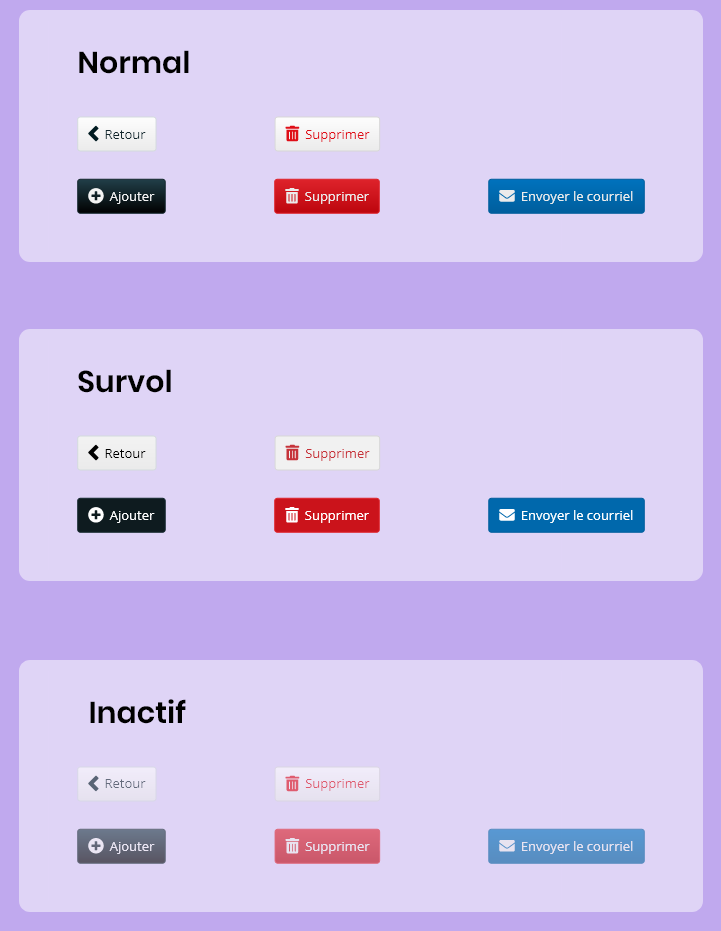 Normal
Retour
Supprimer
Ajouter
Supprimer
Envoyer le courriel
Survol
Retour
Supprimer
Ajouter
Supprimer
Envoyer le courriel
Inactif
Retour
Supprimer
Ajouter
Supprimer
Envoyer le courriel